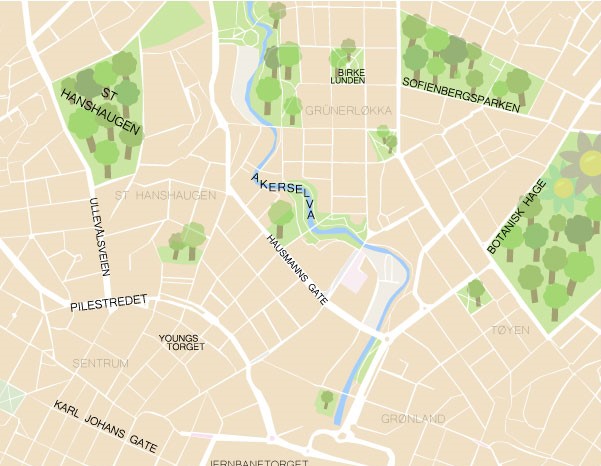 BIRKE
LUNDEN
SOFIENBERGSPARKEN
ST
HANSHAUGEN
GRÜNERLØKKA
AKERSELVA
ST HANSHAUGEN
ULLEVÅLSVEIEN
BOTANISK HAGE
HAUSMANNS GATE
PILESTREDET
YOUNGS
TORGET
TØYEN
SENTRUM
KARL JOHANS GATE
GRØNLAND
JERNBANETORGET